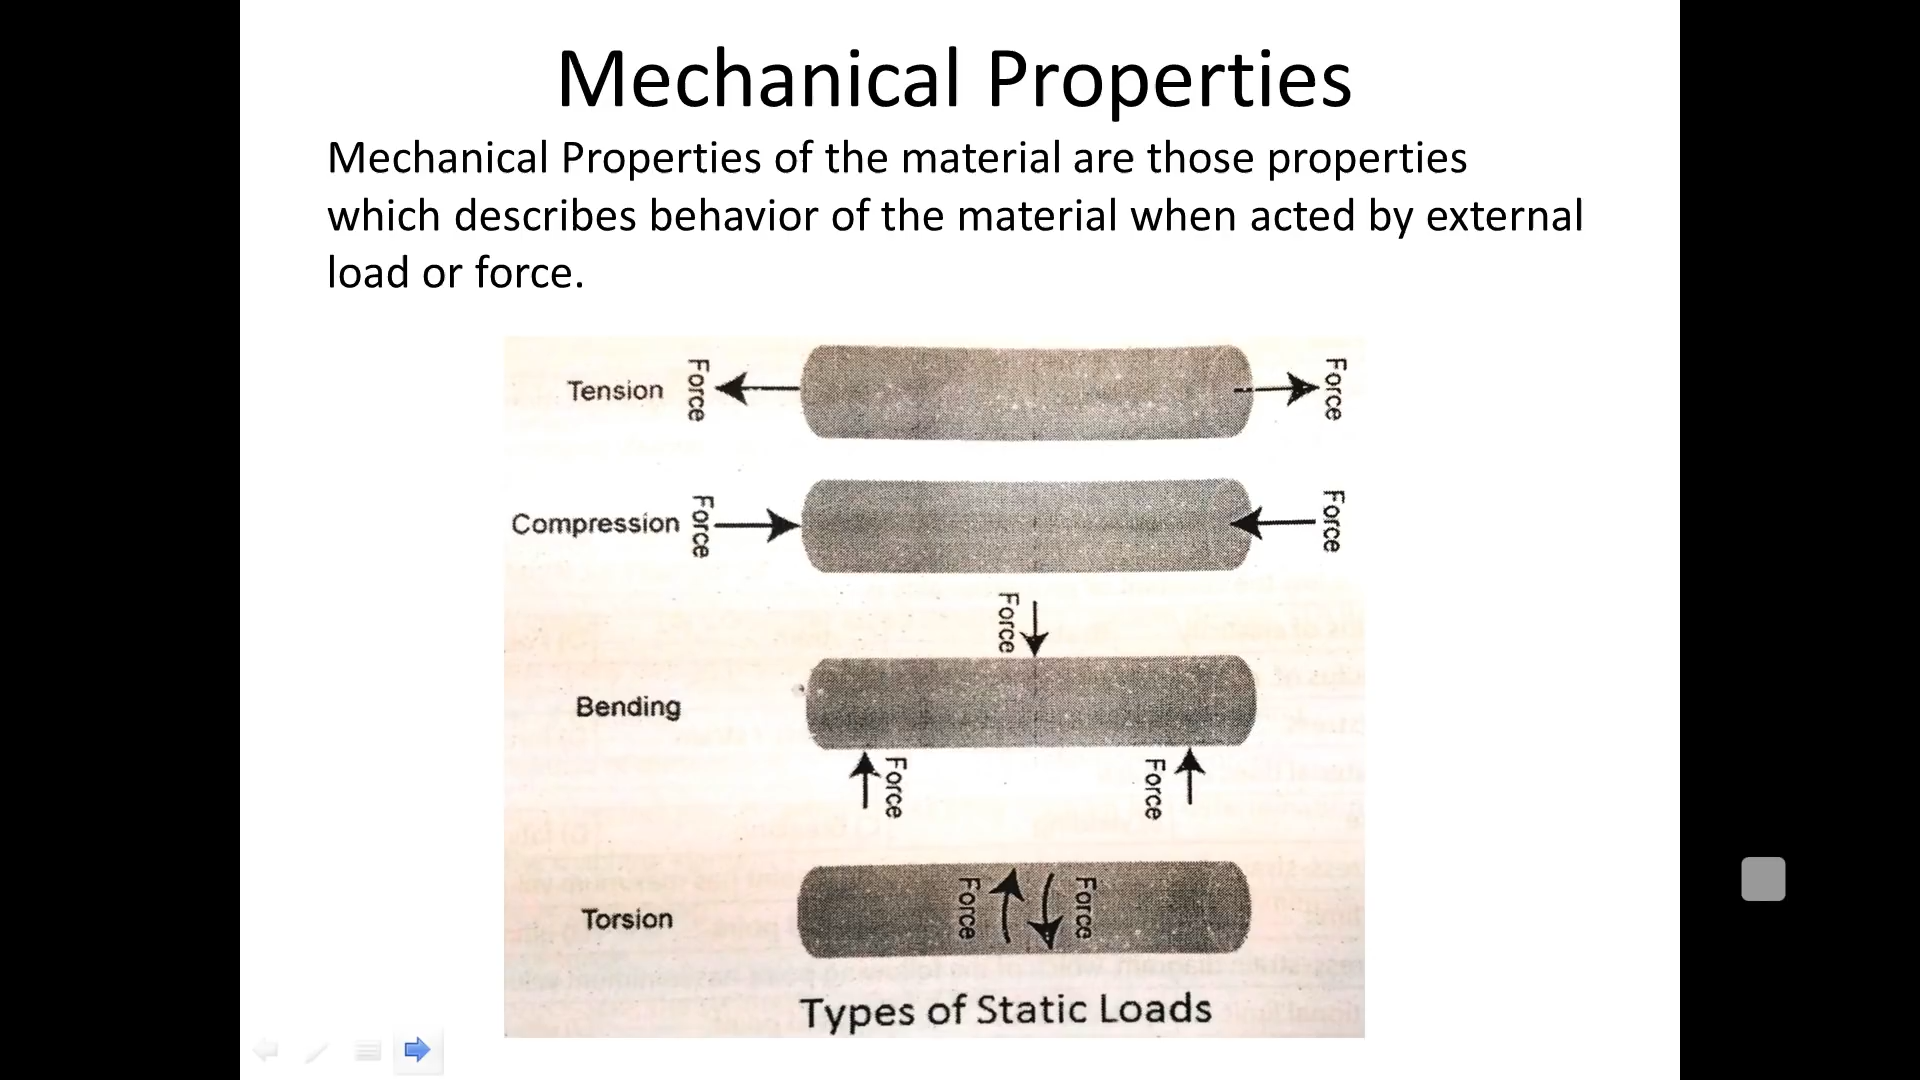 Mechanical Properties
Mechanical Properties of the material are those properties
which describes behavior of the material when acted by external
load or force.
Tension
Force
Force
Compression
Force
Force
Force
Bending
Force
Force
Torsion
Force
Force
Types of Static Loads